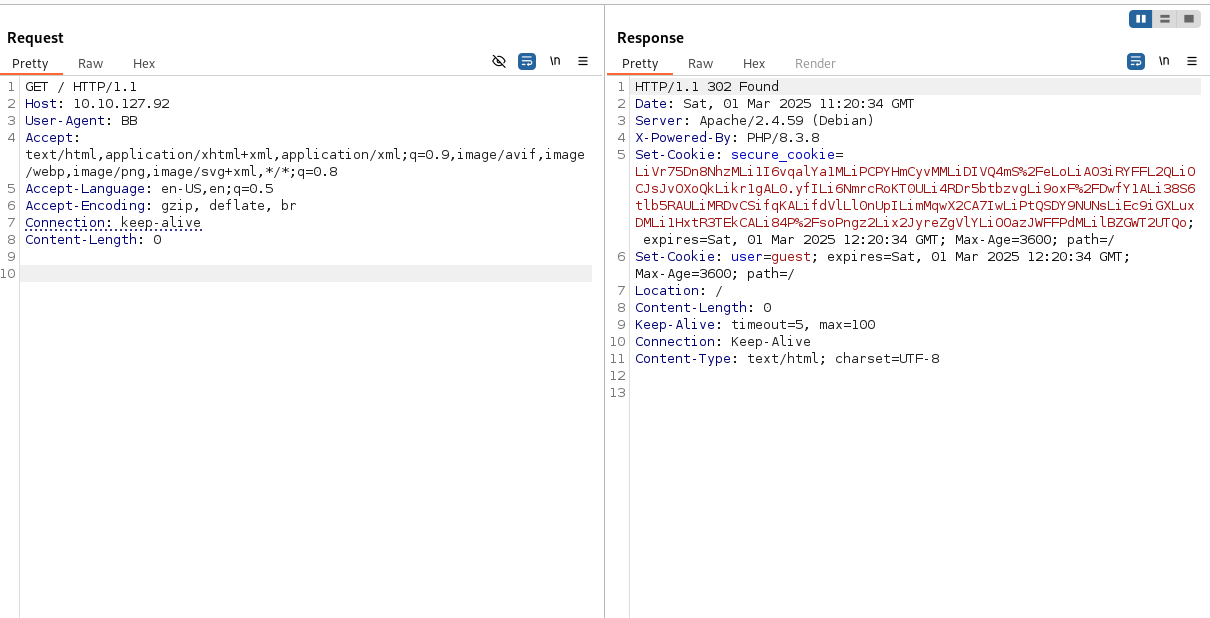 Request
Pretty Raw Hex \n
1 GET / HTTP/1.1
2 Host: 10.10.127.92
3 User-Agent: BB
4 Accept:
text/html,application/xhtml+xml,application/xml;q=0.9,image/avif,image
/webp,image/png,image/svg+xml,*/*;q=0.8
5 Accept-Language: en-US,en;q=0.5
6 Accept-Encoding: gzip, deflate, br
7 Connection: keep-alive
8 Content-Length: 0
9
10
Response
Pretty Raw Hex Render \n
1 HTTP/1.1 302 Found
2 Date: Sat, 01 Mar 2025 11:20:34 GMT
3 Server: Apache/2.4.59 (Debian)
4 X-Powered-By: PHP/8.3.8
5 Set-Cookie: secure_cookie=
LiVr75Dn8NhzMLi1I6vqalYa1MLiPCPYHmCyvMMLiDIVQ4mS%2FeLoLiAO3iRYFFL2QLiO
CJsJvOXoQkLikr1gALO.yfILi6NmrcRoKTOULi4RDr5btbzvgLi9oxF%2FDwfY1ALi38S6
tlb5RAULiMRDvCSifqKALifdVlLlOnUpILimMqwX2CA7IwLiPtQSDY9NUNsLiEc9iGXLux
DMLi1HxtR3TEkCALi84P%2FsoPngz2Lix2JyreZgVlYLiOOazJWFFPdMLilBZGWT2UTQo;
expires=Sat, 01 Mar 2025 12:20:34 GMT; Max-Age=3600; path=/
6 Set-Cookie: user=guest; expires=Sat, 01 Mar 2025 12:20:34 GMT;
Max-Age=3600; path=/
7 Location: /
8 Content-Length: 0
9 Keep-Alive: timeout=5, max=100
10 Connection: Keep-Alive
11 Content-Type: text/html; charset=UTF-8
12
13